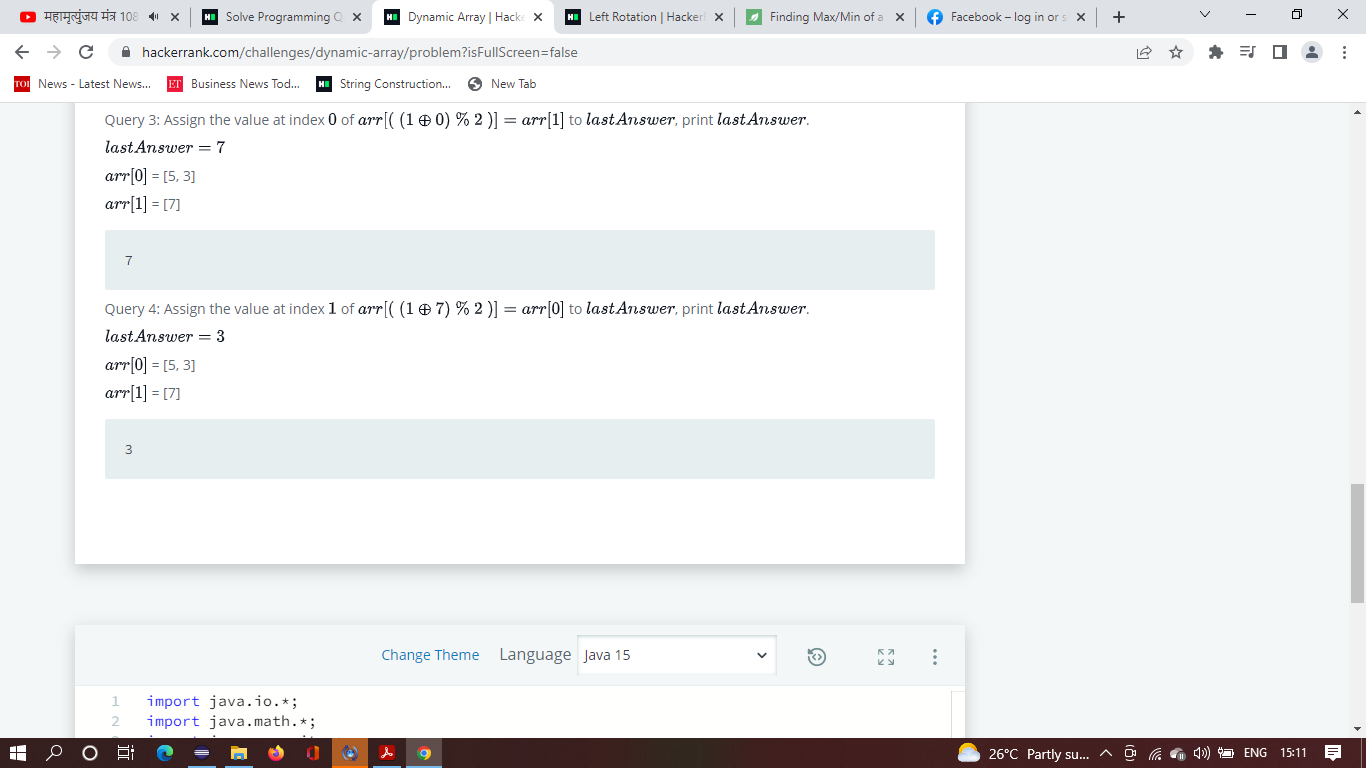 महामृत्युंजय मंत्र 108
Solve Programming Q
Dynamic Array | Hacke
Left Rotation | Hacker
Finding Max/Min of a
Facebook – log in or s
hackerrank.com/challenges/dynamic-array/problem?isFullScreen=false
TOI News - Latest News...
ET Business News Tod...
String Construction...
New Tab
Query 3: Assign the value at index 0 of arr[( (1 ⊕ 0) % 2 )] = arr[1] to lastAnswer, print lastAnswer.
lastAnswer = 7
arr[0] = [5, 3]
arr[1] = [7]
7
Query 4: Assign the value at index 1 of arr[( (1 ⊕ 7) % 2 )] = arr[0] to lastAnswer, print lastAnswer.
lastAnswer = 3
arr[0] = [5, 3]
arr[1] = [7]
3
Change Theme Language Java 15
1 import java.io.*;
2 import java.math.*;
26°C Partly su... ENG 15:11